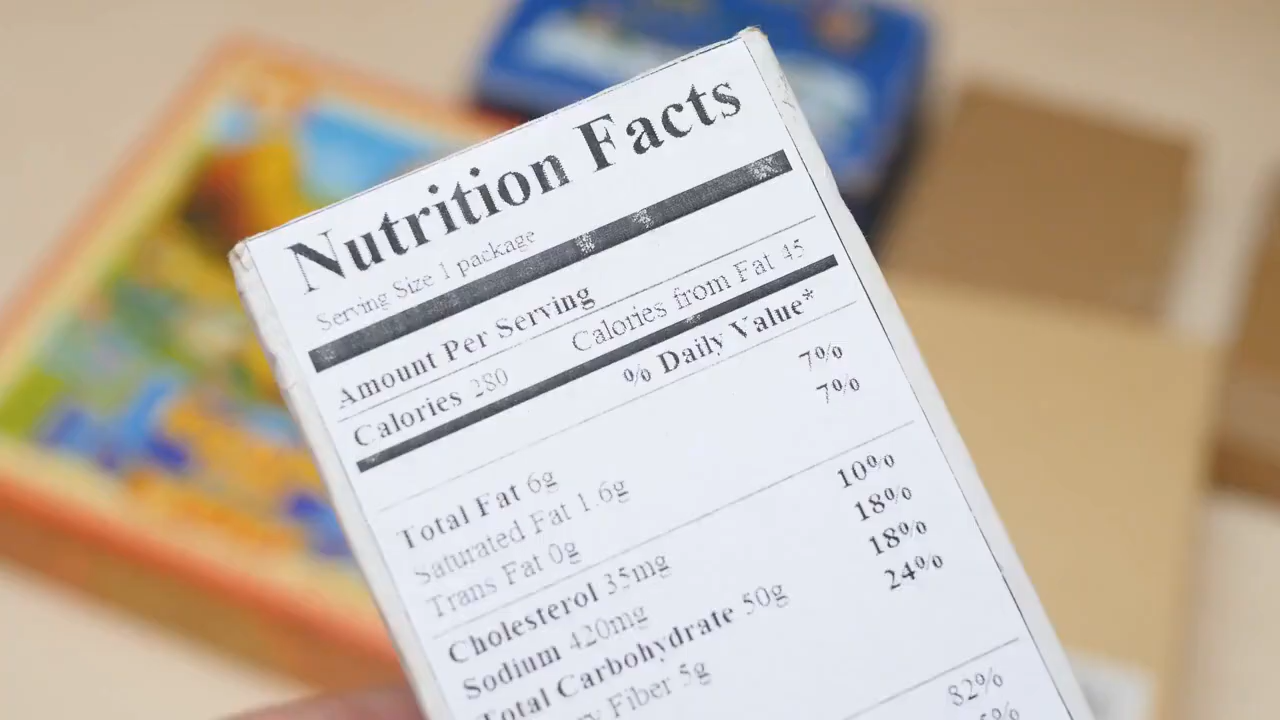 Nutrition Facts
Serving Size 1 package
Amount Per Serving
Calories 280 Calories from Fat 45
% Daily Value*
Total Fat 6g 7%
Saturated Fat 1.6g 7%
Trans Fat 0g
Cholesterol 35mg 10%
Sodium 420mg 18%
Total Carbohydrate 50g 18%
Fiber 5g 24%
82%